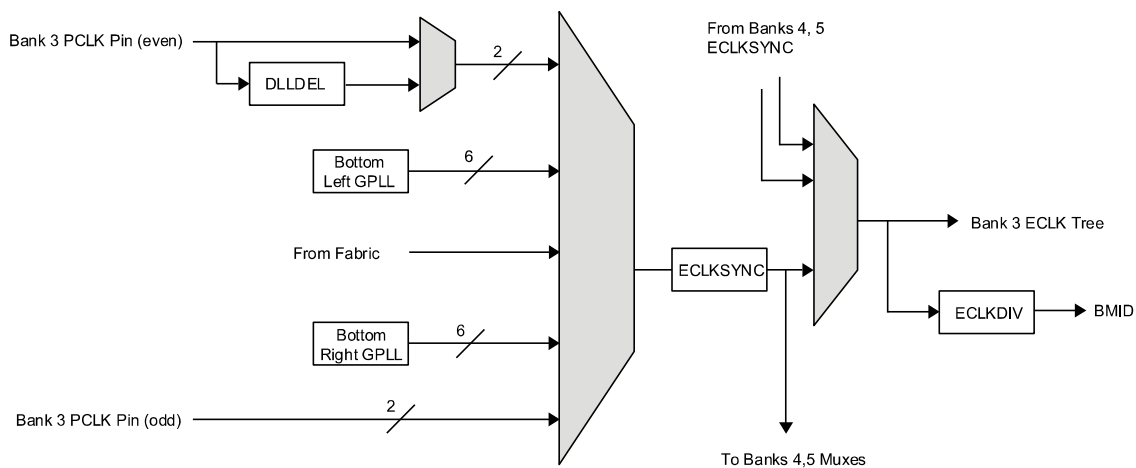 Bank 3 PCLK Pin (even)
DLLDEL
2
Bottom
Left GPLL
6
From Fabric
Bottom
Right GPLL
6
Bank 3 PCLK Pin (odd)
2
ECLKSYNC
From Banks 4, 5
ECLKSYNC
Bank 3 ECLK Tree
ECLKDIV
BMID
To Banks 4,5 Muxes